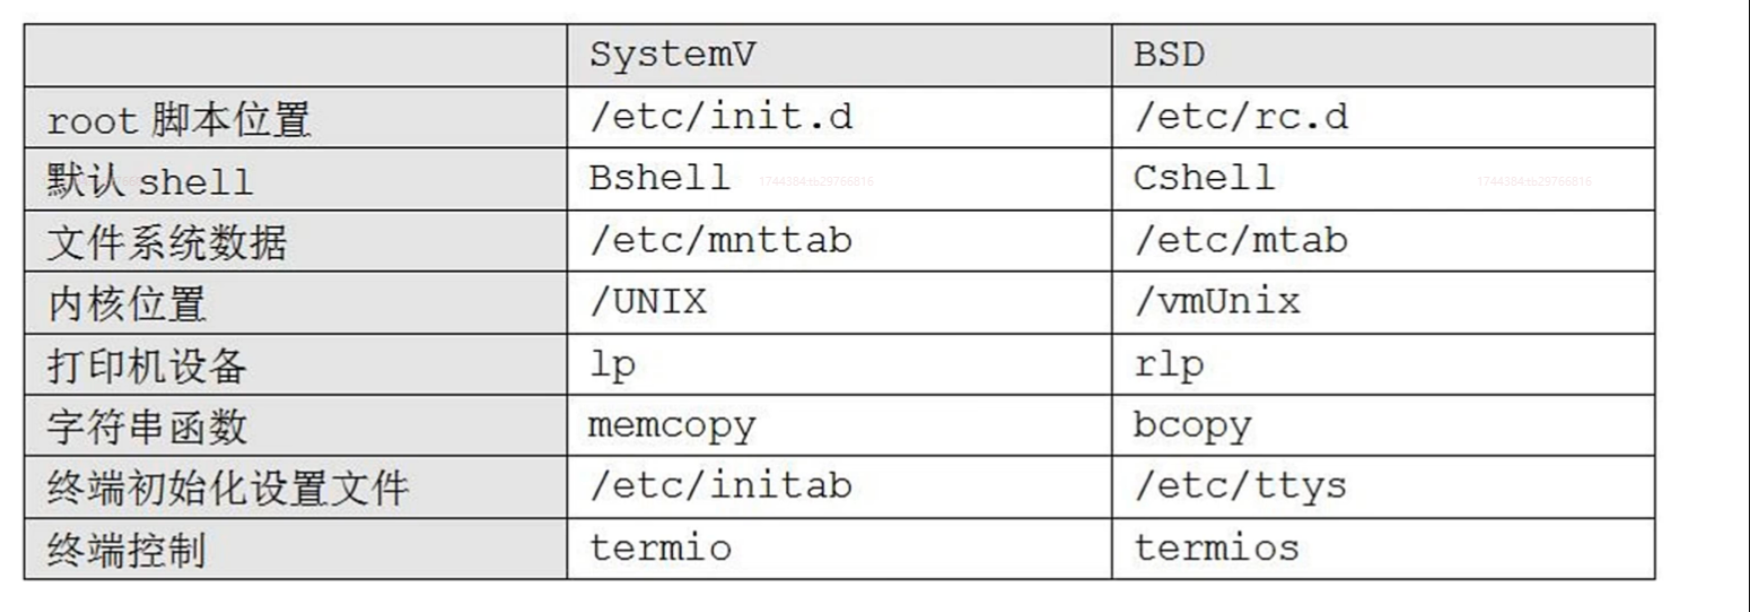 SystemV BSD
root 脚本位置 /etc/init.d /etc/rc.d
默认 shell Bshell Cshell
文件系统数据 /etc/mnttab /etc/mtab
内核位置 /UNIX /vmUnix
打印机设备 lp rlp
字符串函数 memcopy bcopy
终端初始化设置文件 /etc/initab /etc/ttys
终端控制 termio termios